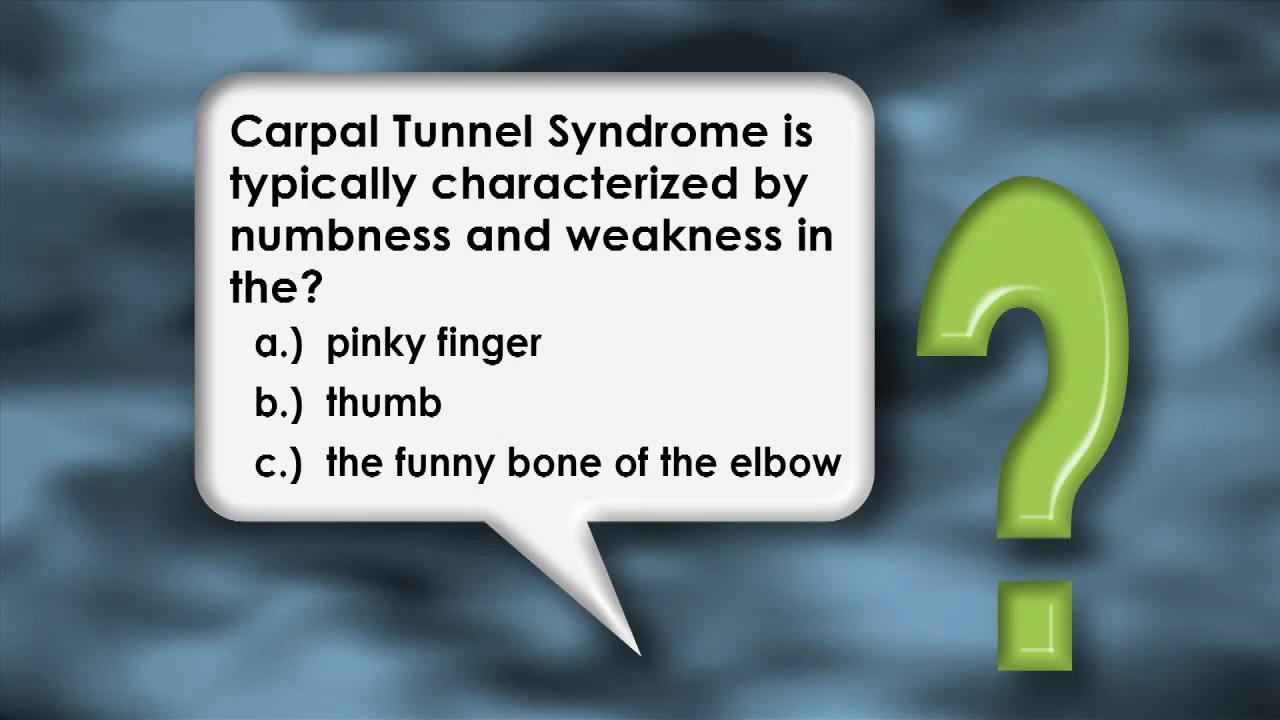 Carpal Tunnel Syndrome is
typically characterized by
numbness and weakness in
the?
a.) pinky finger
b.) thumb
c.) the funny bone of the elbow
?